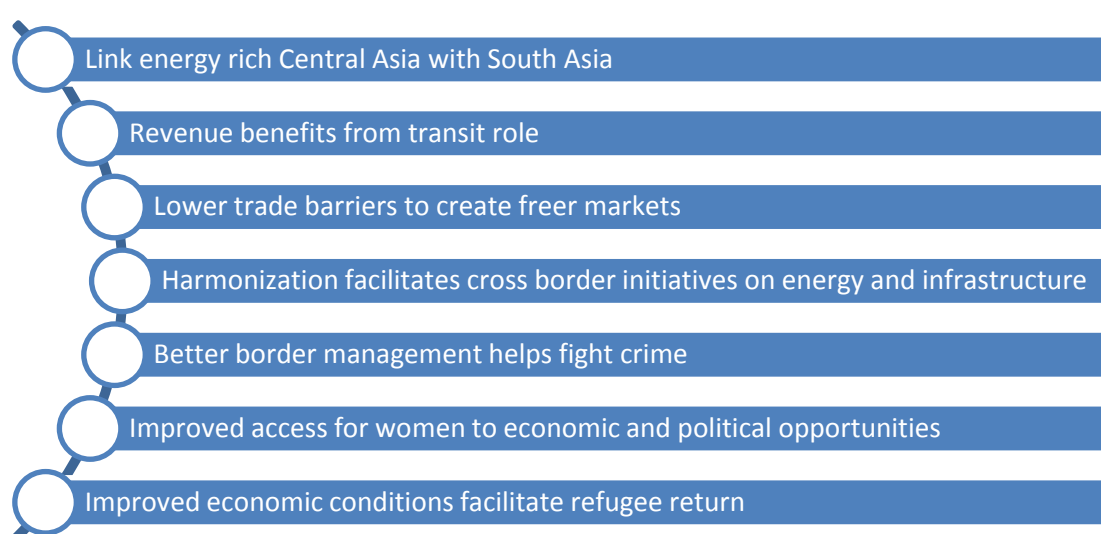 Link energy rich Central Asia with South Asia
Revenue benefits from transit role
Lower trade barriers to create freer markets
Harmonization facilitates cross border initiatives on energy and infrastructure
Better border management helps fight crime
Improved access for women to economic and political opportunities
Improved economic conditions facilitate refugee return